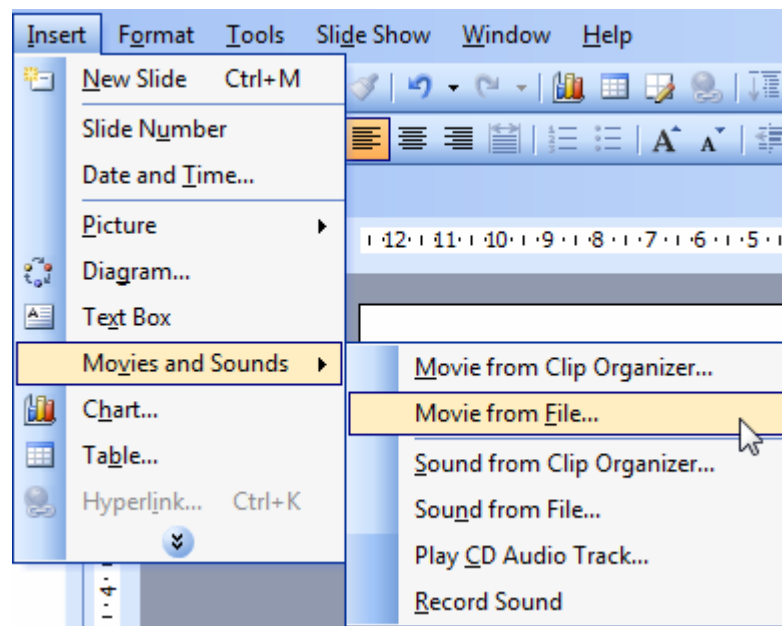 Insert Format Tools Slide Show Window Help
New Slide Ctrl+M
Slide Number
Date and Time...
Picture
Diagram...
Text Box
Movies and Sounds
Chart...
Table...
Hyperlink... Ctrl+K
A A
12 11 10 9 8 7 6 5
Movie from Clip Organizer...
Movie from File...
Sound from Clip Organizer...
Sound from File...
Play CD Audio Track...
Record Sound
4